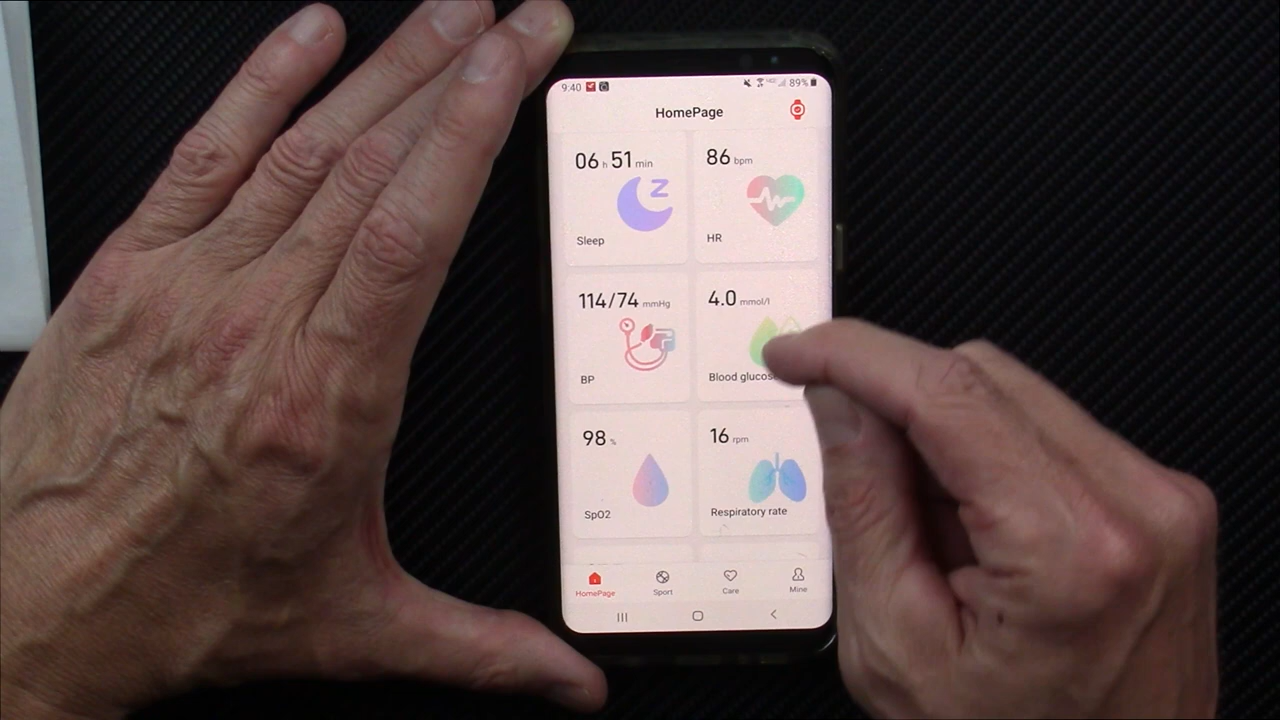 9:40 89%
HomePage
06 h 51 min
Z
Sleep
86 bpm
HR
114/74 mmHg
BP
4.0 mmol/l
Blood glucos
98 %
SpO2
16 rpm
Respiratory rate
HomePage
Sport
Care
Mine